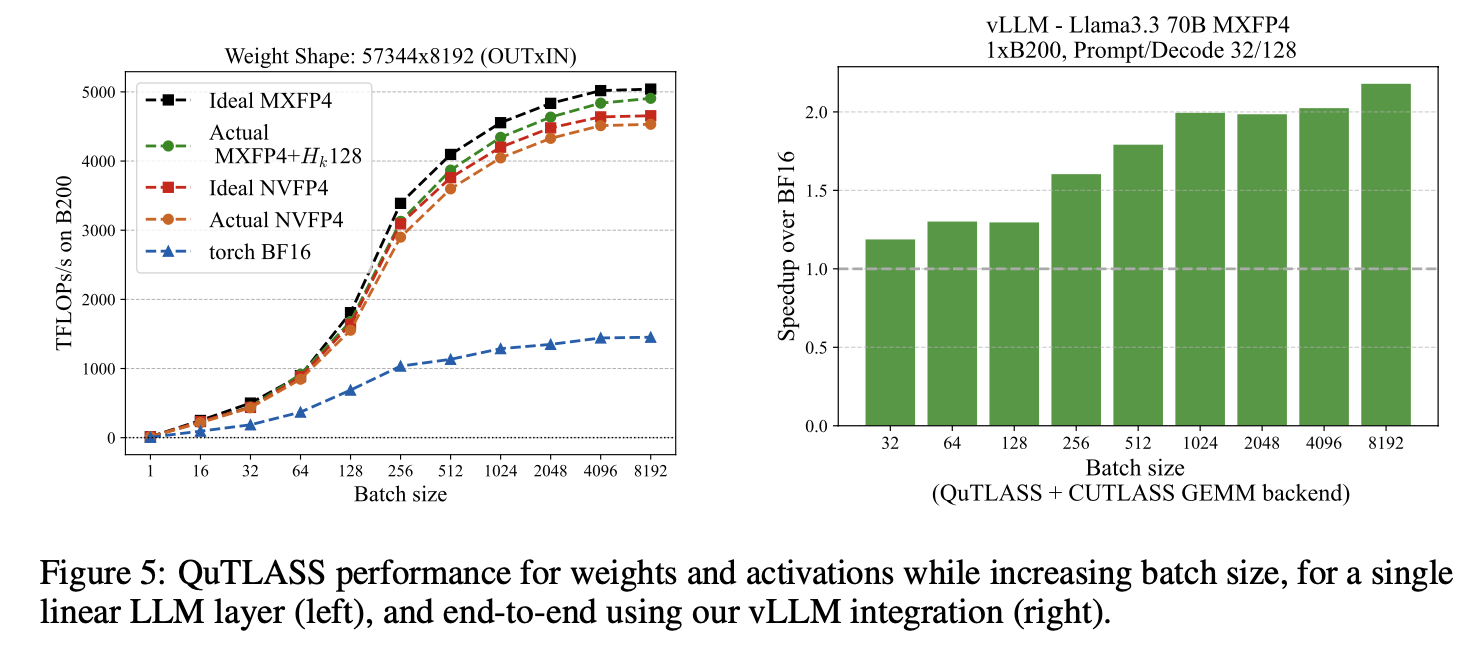 Weight Shape: 57344x8192 (OUTxIN)
TFLOPs/s on B200
5000
4000
3000
2000
1000
0
Ideal MXFP4
Actual
MXFP4+H_k128
Ideal NVFP4
Actual NVFP4
torch BF16
1 16 32 64 128 256 512 1024 2048 4096 8192
Batch size
vLLM - Llama3.3 70B MXFP4
1xB200, Prompt/Decode 32/128
Speedup over BF16
2.0
1.5
1.0
0.5
0.0
32 64 128 256 512 1024 2048 4096 8192
Batch size
(QuTLASS + CUTLASS GEMM backend)
Figure 5: QuTLASS performance for weights and activations while increasing batch size, for a single
linear LLM layer (left), and end-to-end using our vLLM integration (right).